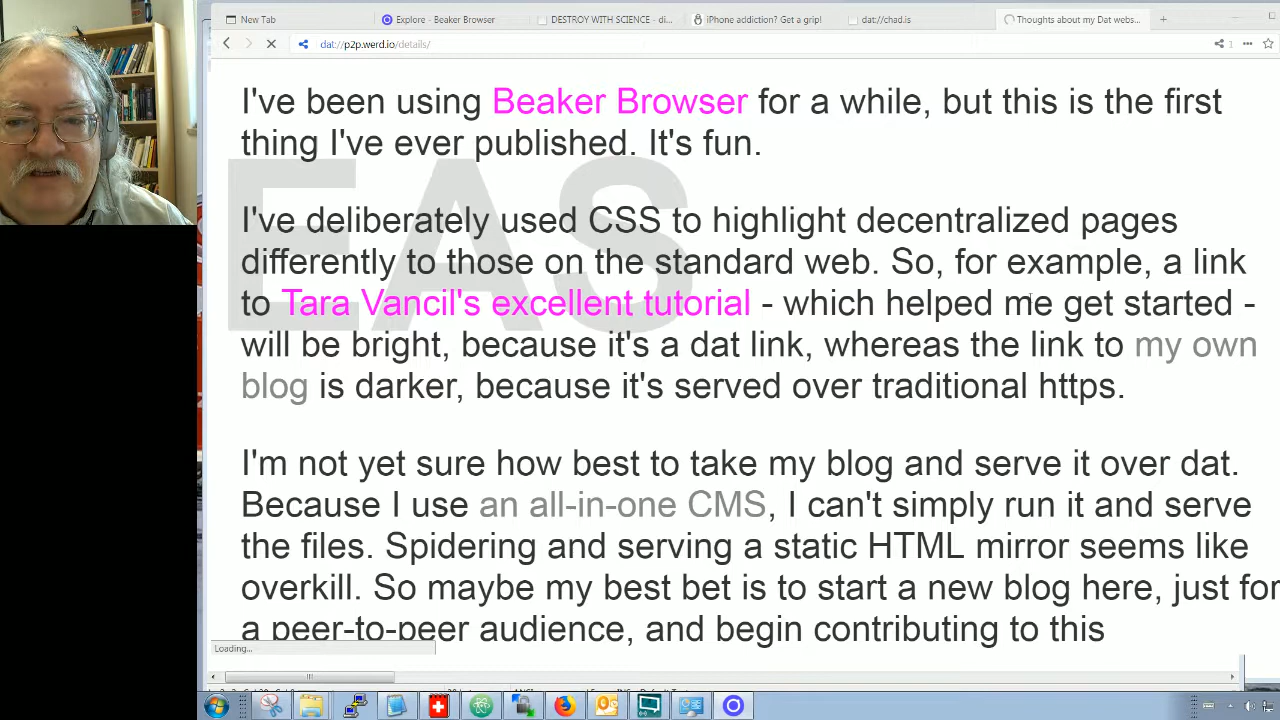 New Tab
Explore - Beaker Browser
DESTROY WITH SCIENCE - di...
iPhone addiction? Get a grip!
dat://chats
Thoughts about my Dat webs...
dat://p2p.werd.io/details/
1
I've been using Beaker Browser for a while, but this is the first
thing I've ever published. It's fun.
EAS
I've deliberately used CSS to highlight decentralized pages
differently to those on the standard web. So, for example, a link
to Tara Vancil's excellent tutorial - which helped me get started -
will be bright, because it's a dat link, whereas the link to my own
blog is darker, because it's served over traditional https.
I'm not yet sure how best to take my blog and serve it over dat.
Because I use an all-in-one CMS, I can't simply run it and serve
the files. Spidering and serving a static HTML mirror seems like
overkill. So maybe my best bet is to start a new blog here, just for
a peer-to-peer audience, and begin contributing to this
Loading...